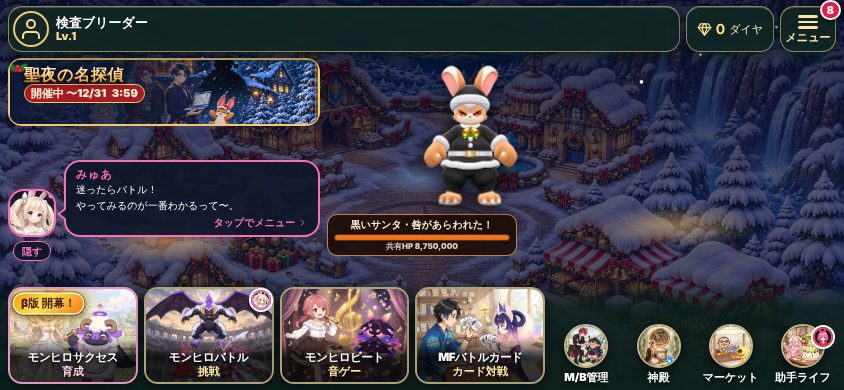 検査ブリーダー
Lv.1
0 ダイヤ
8
メニュー
聖夜の名探偵
開催中 〜12/31 3:59
みゅあ
迷ったらバトル！
やってみるのが一番わかるって〜。
タップでメニュー
隠す
黒いサンタ・咎があらわれた！
共有HP 8,750,000
β版 開幕！
モンヒロサクセス
育成
モンヒロバトル
挑戦
モンヒロビート
音ゲー
MFバトルカード
カード対戦
M/B管理
神殿
マーケット
助手ライフ